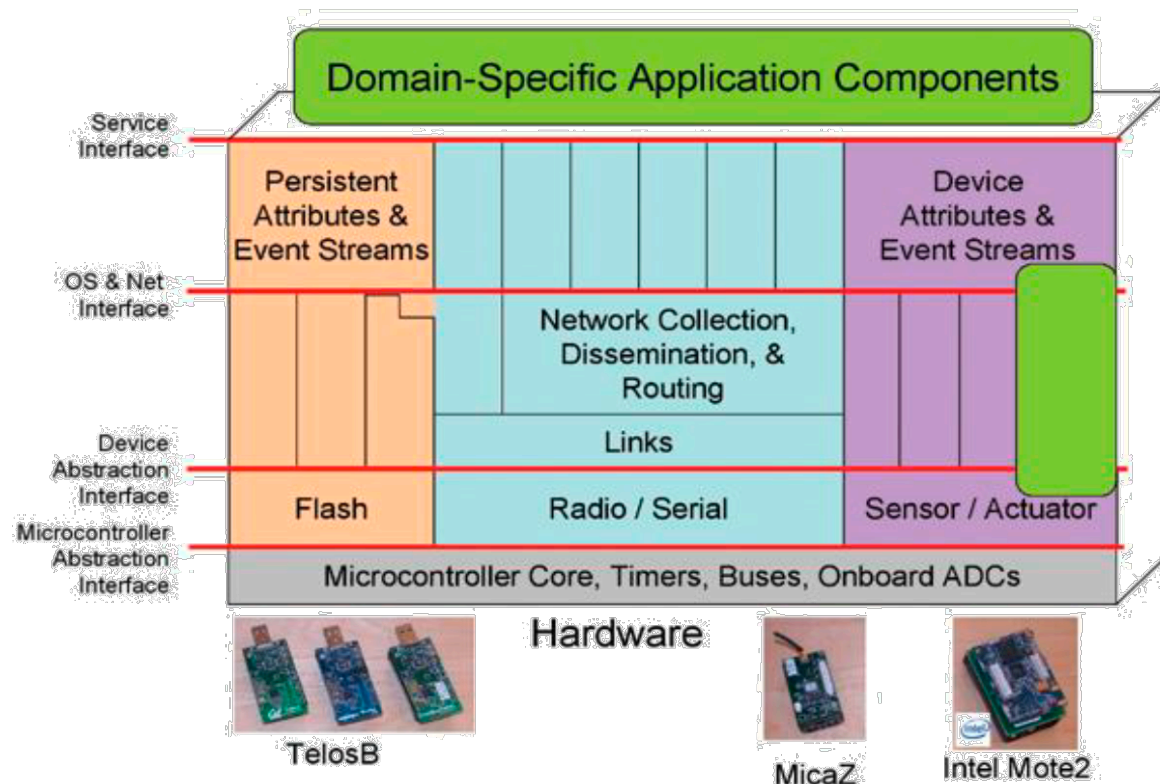 Domain-Specific Application Components
Service
Interface
Persistent
Attributes &
Event Streams
Device
Attributes &
Event Streams
OS & Net
Interface
Network Collection,
Dissemination, &
Routing
Links
Device
Abstraction
Interface
Flash
Radio / Serial
Sensor / Actuator
Microcontroller
Abstraction
Interface
Microcontroller Core, Timers, Buses, Onboard ADCs
Hardware
TelosB
MicaZ
Intel Mote2